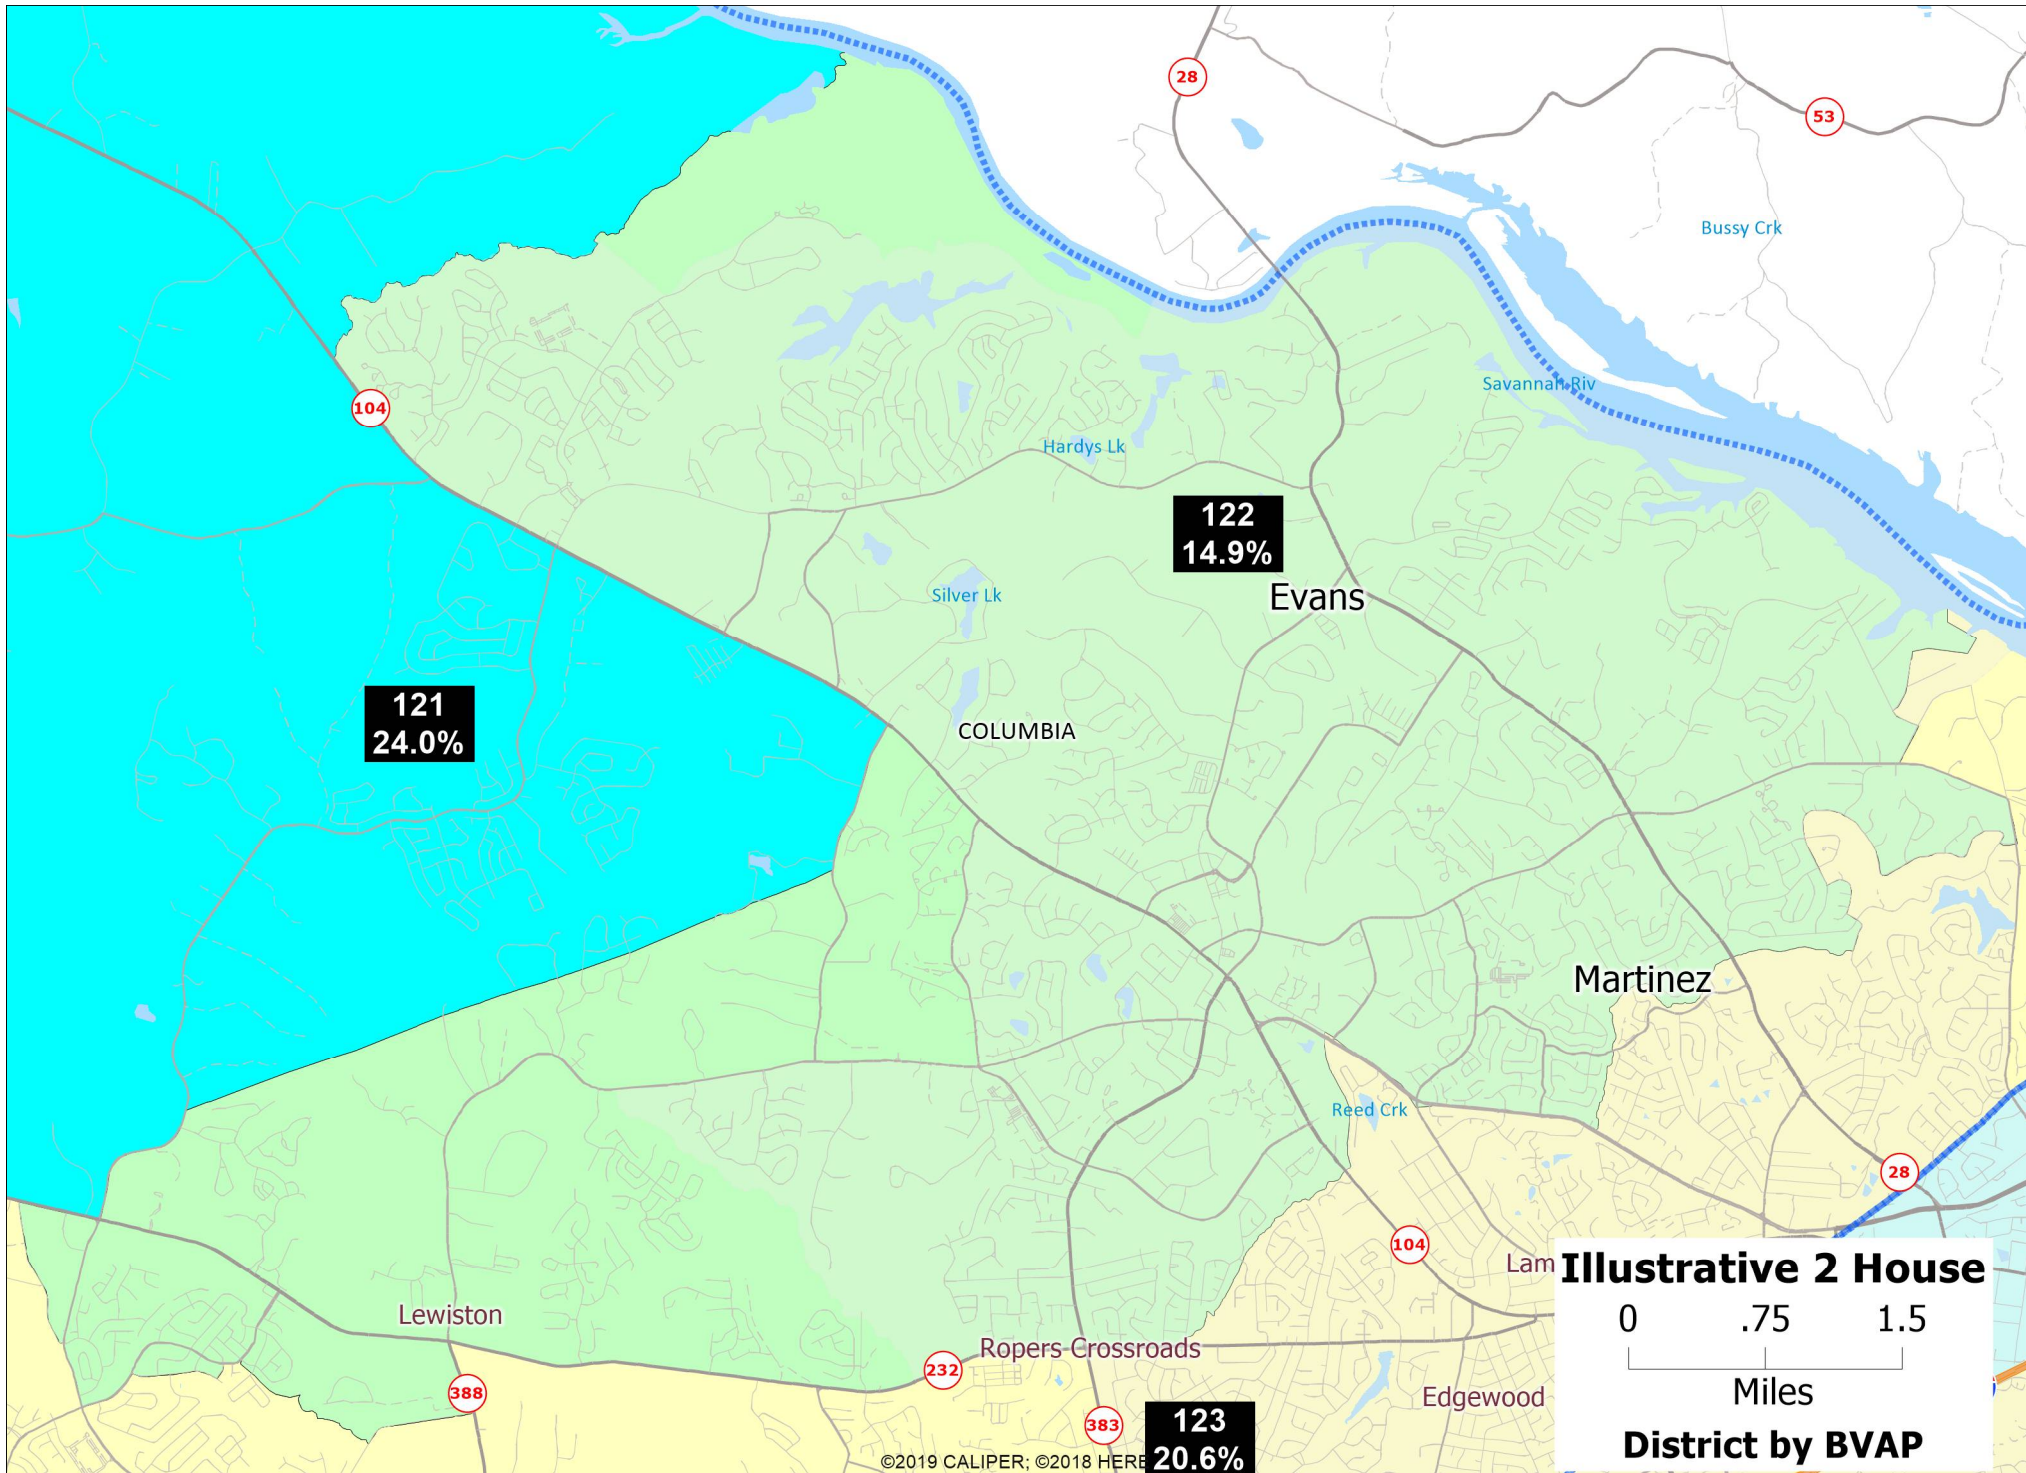 28
53
Bussy Crk
Savannah Riv
104
Hardys Lk
122
14.9%
Evans
Silver Lk
121
24.0%
COLUMBIA
Martinez
Reed Crk
28
104
Lam
Illustrative 2 House
0 .75 1.5
Miles
District by BVAP
Lewiston
Ropers Crossroads
232
388
Edgewood
383
123
20.6%
©2019 CALIPER; ©2018 HERE